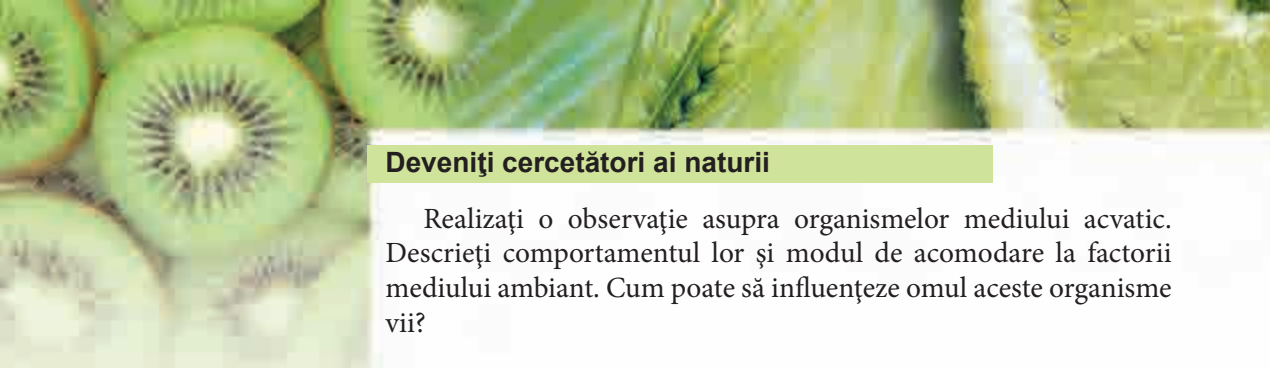 Deveniţi cercetători ai naturii
Realizaţi o observaţie asupra organismelor mediului acvatic.
Descrieţi comportamentul lor şi modul de acomodare la factorii
mediului ambiant. Cum poate să influenţeze omul aceste organisme
vii?